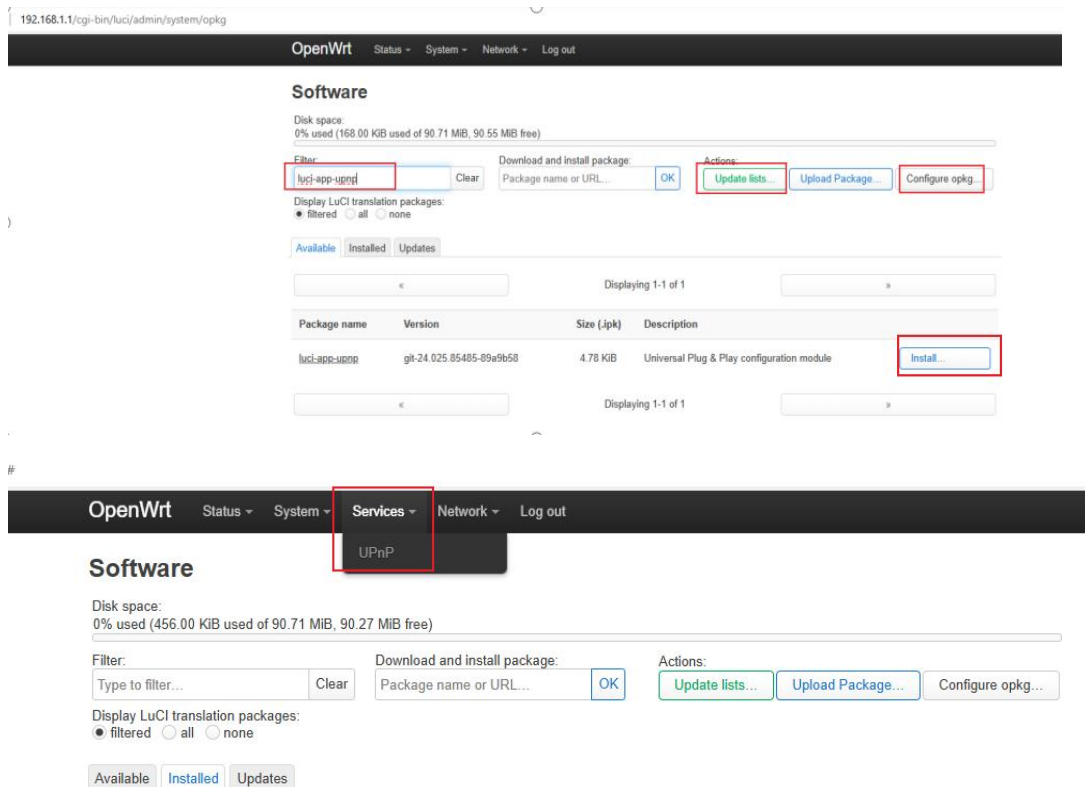 192.168.1.1/cgi-bin/luci/admin/system/opkg
OpenWrt Status System Network Log out
Software
Disk space:
0% used (168.00 KiB used of 90.71 MiB, 90.55 MiB free)
Filter: Download and install package: Actions:
luci-app-upnp Clear Package name or URL... OK Update lists... Upload Package... Configure opkg...
Display LuCI translation packages:
filtered all none
)
Available Installed Updates
« Displaying 1-1 of 1 »
Package name Version Size (.ipk) Description
luci-app-upnp git-24.025.85485-89a9b58 4.78 KiB Universal Plug & Play configuration module Install...
« Displaying 1-1 of 1 »
#
OpenWrt Status System Services Network Log out
UPnP
Software
Disk space:
0% used (456.00 KiB used of 90.71 MiB, 90.27 MiB free)
Filter: Download and install package: Actions:
Type to filter... Clear Package name or URL... OK Update lists... Upload Package... Configure opkg...
Display LuCI translation packages:
filtered all none
Available Installed Updates